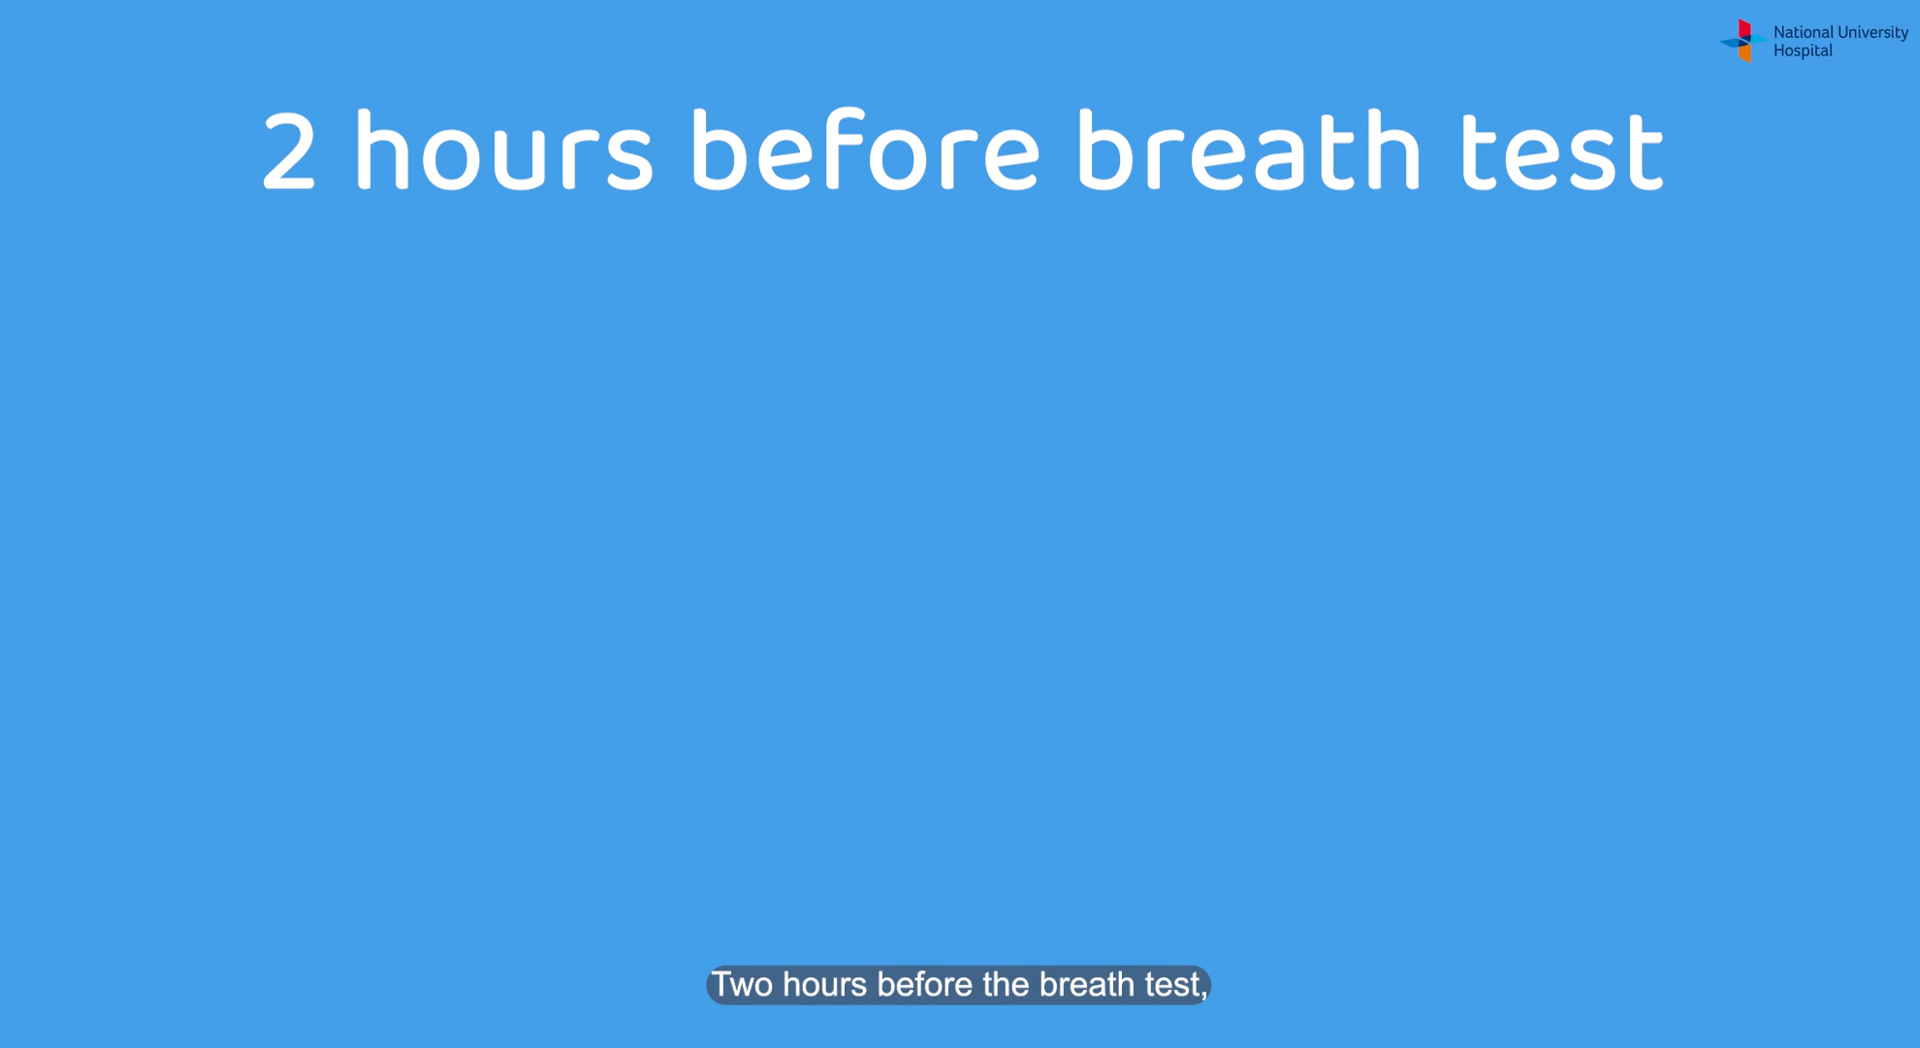 National University
Hospital
2 hours before breath test
Two hours before the breath test,